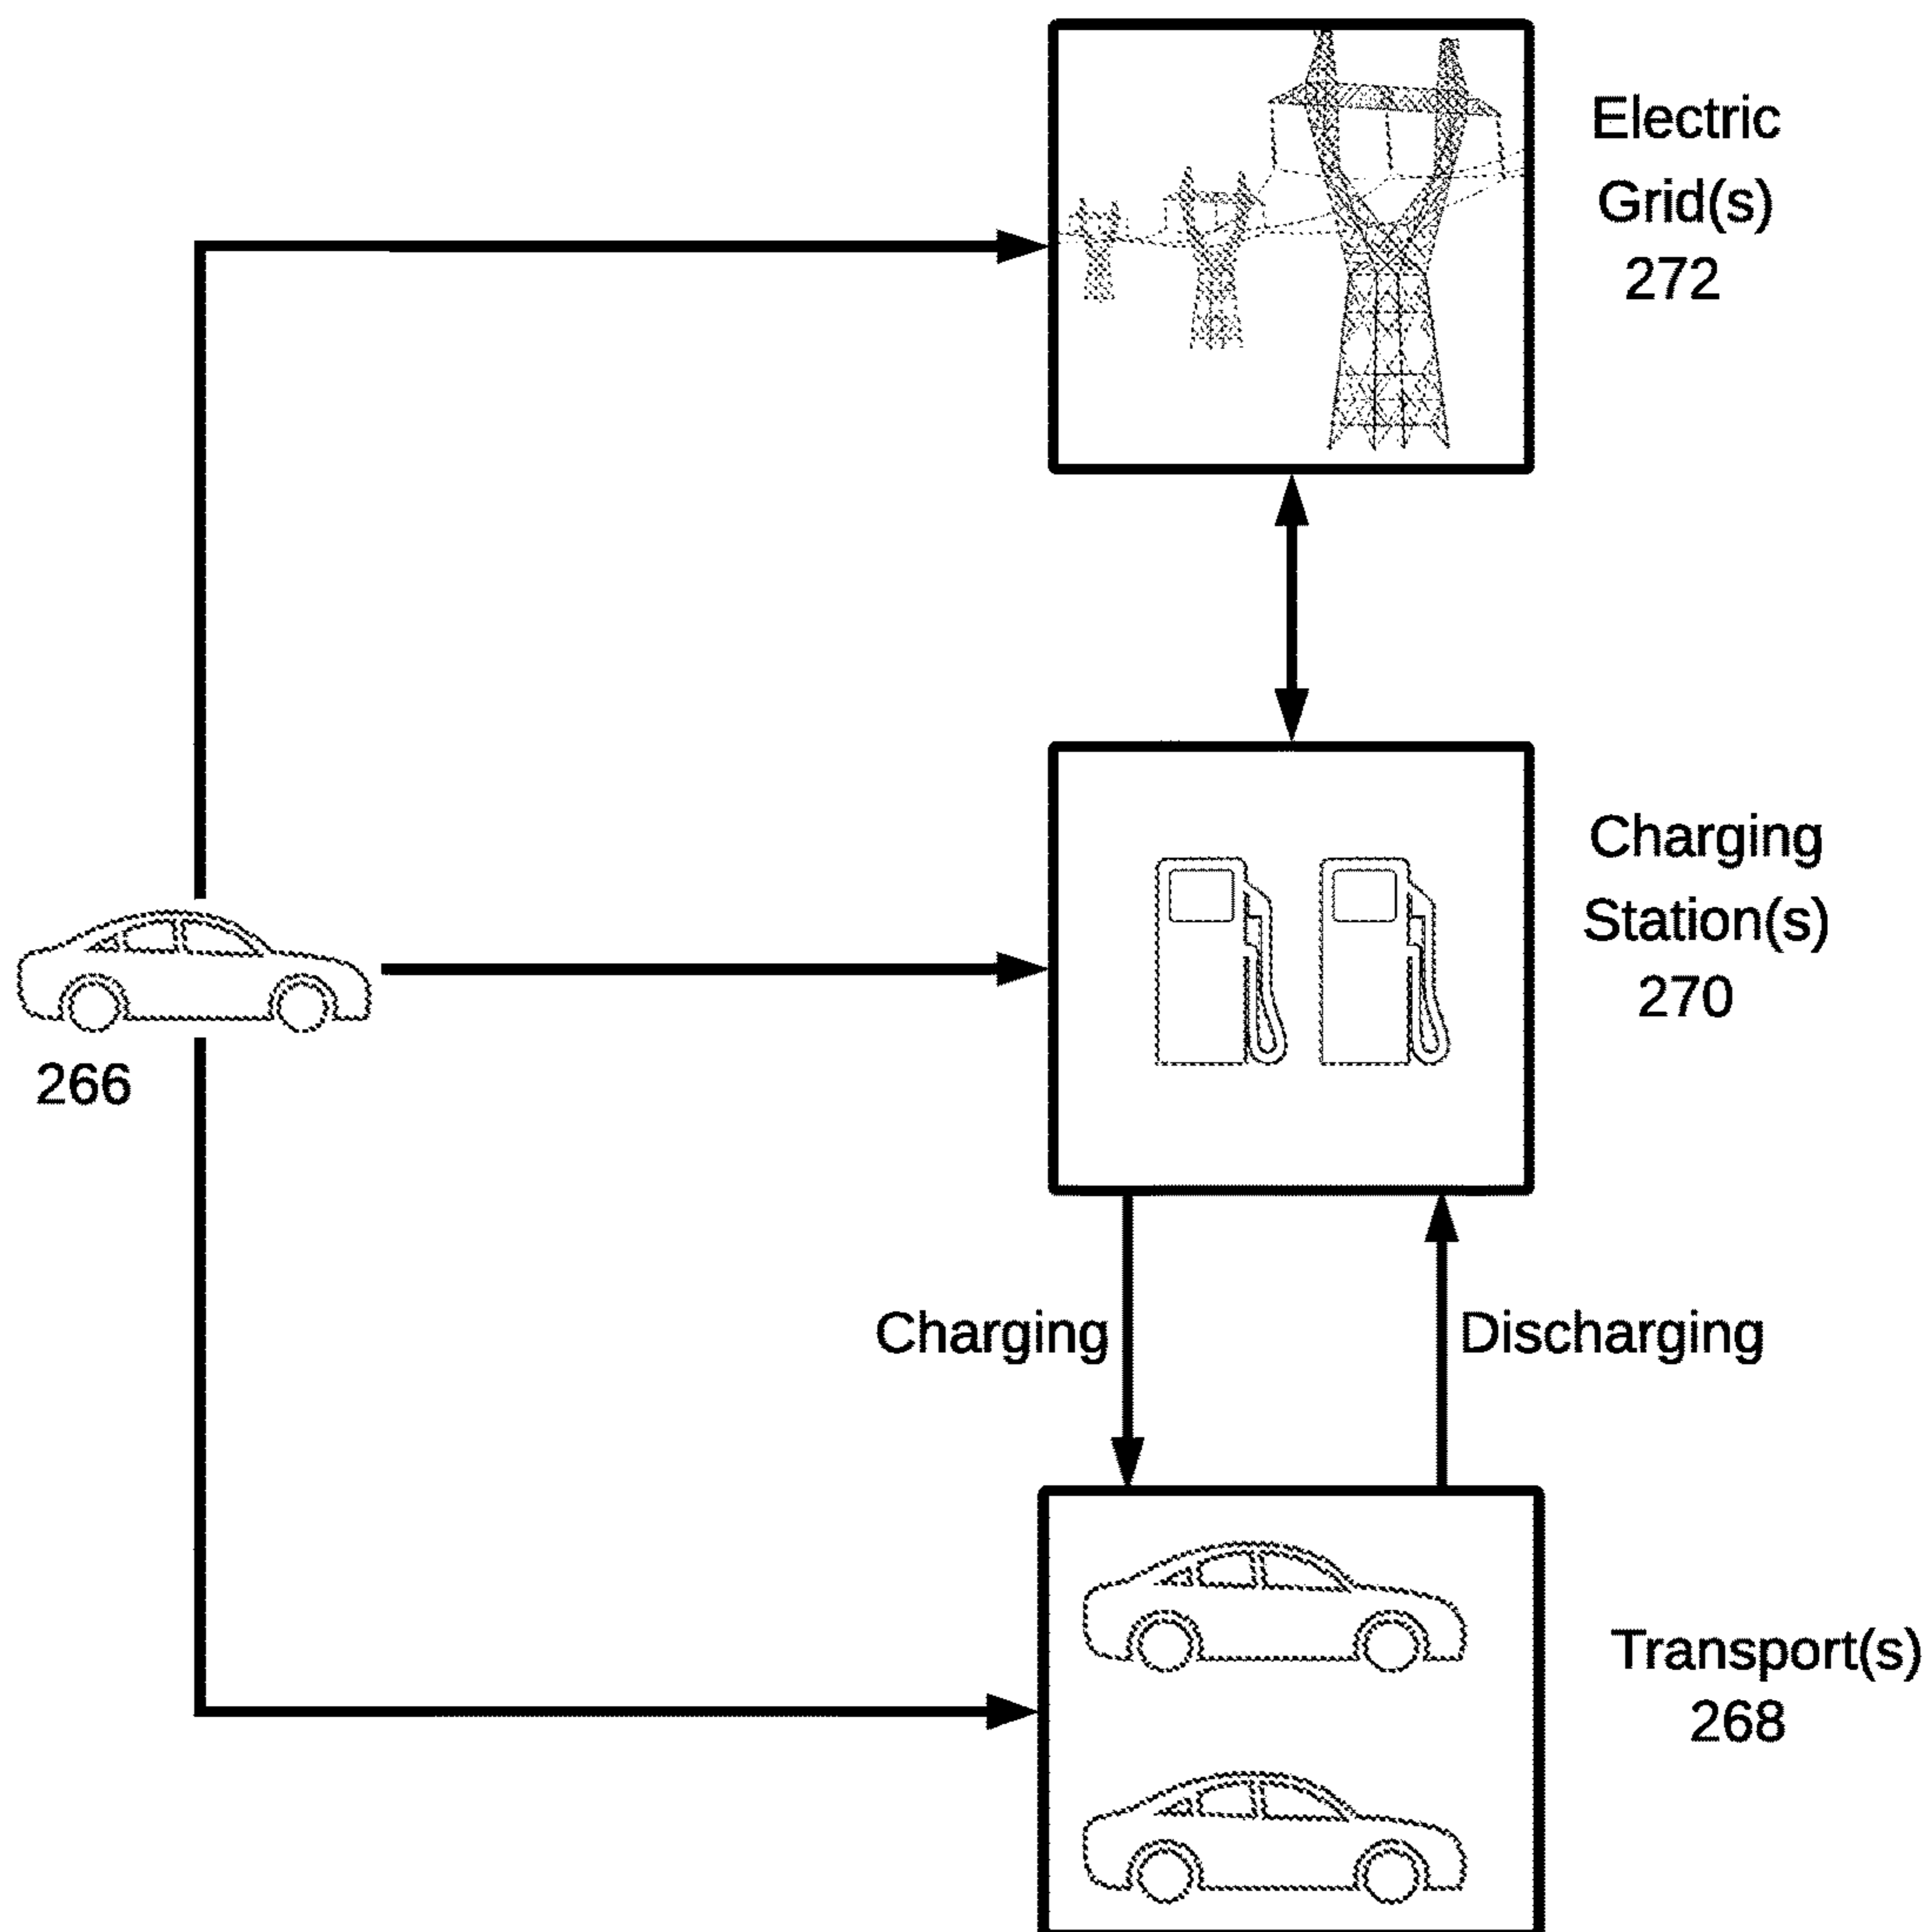 Electric
Grid(s)
272
Charging
Station(s)
270
266
Charging
Discharging
Transport(s)
268